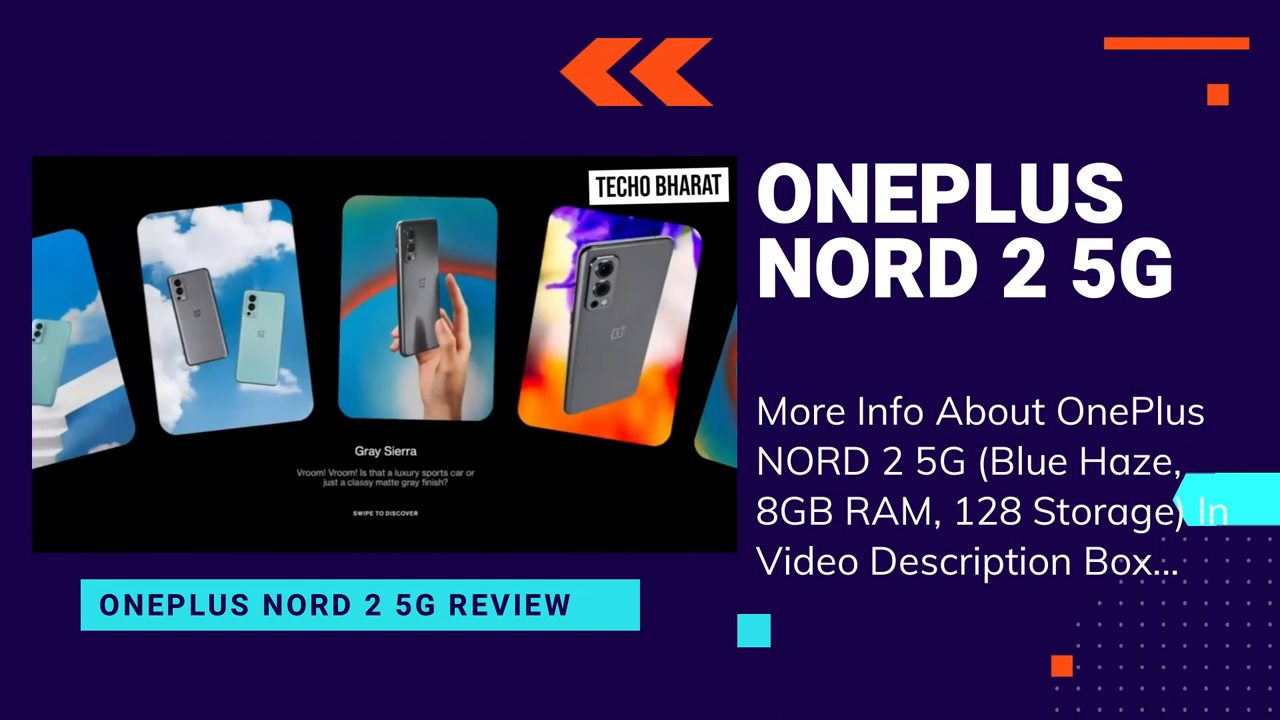 TECHO BHARAT
Gray Sierra
Vroom! Vroom! Is that a luxury sports car or
just a classy matte gray finish?
SWIPE TO DISCOVER
ONEPLUS NORD 2 5G REVIEW
ONEPLUS
NORD 2 5G
More Info About OnePlus
NORD 2 5G (Blue Haze,
8GB RAM, 128 Storage) In
Video Description Box...